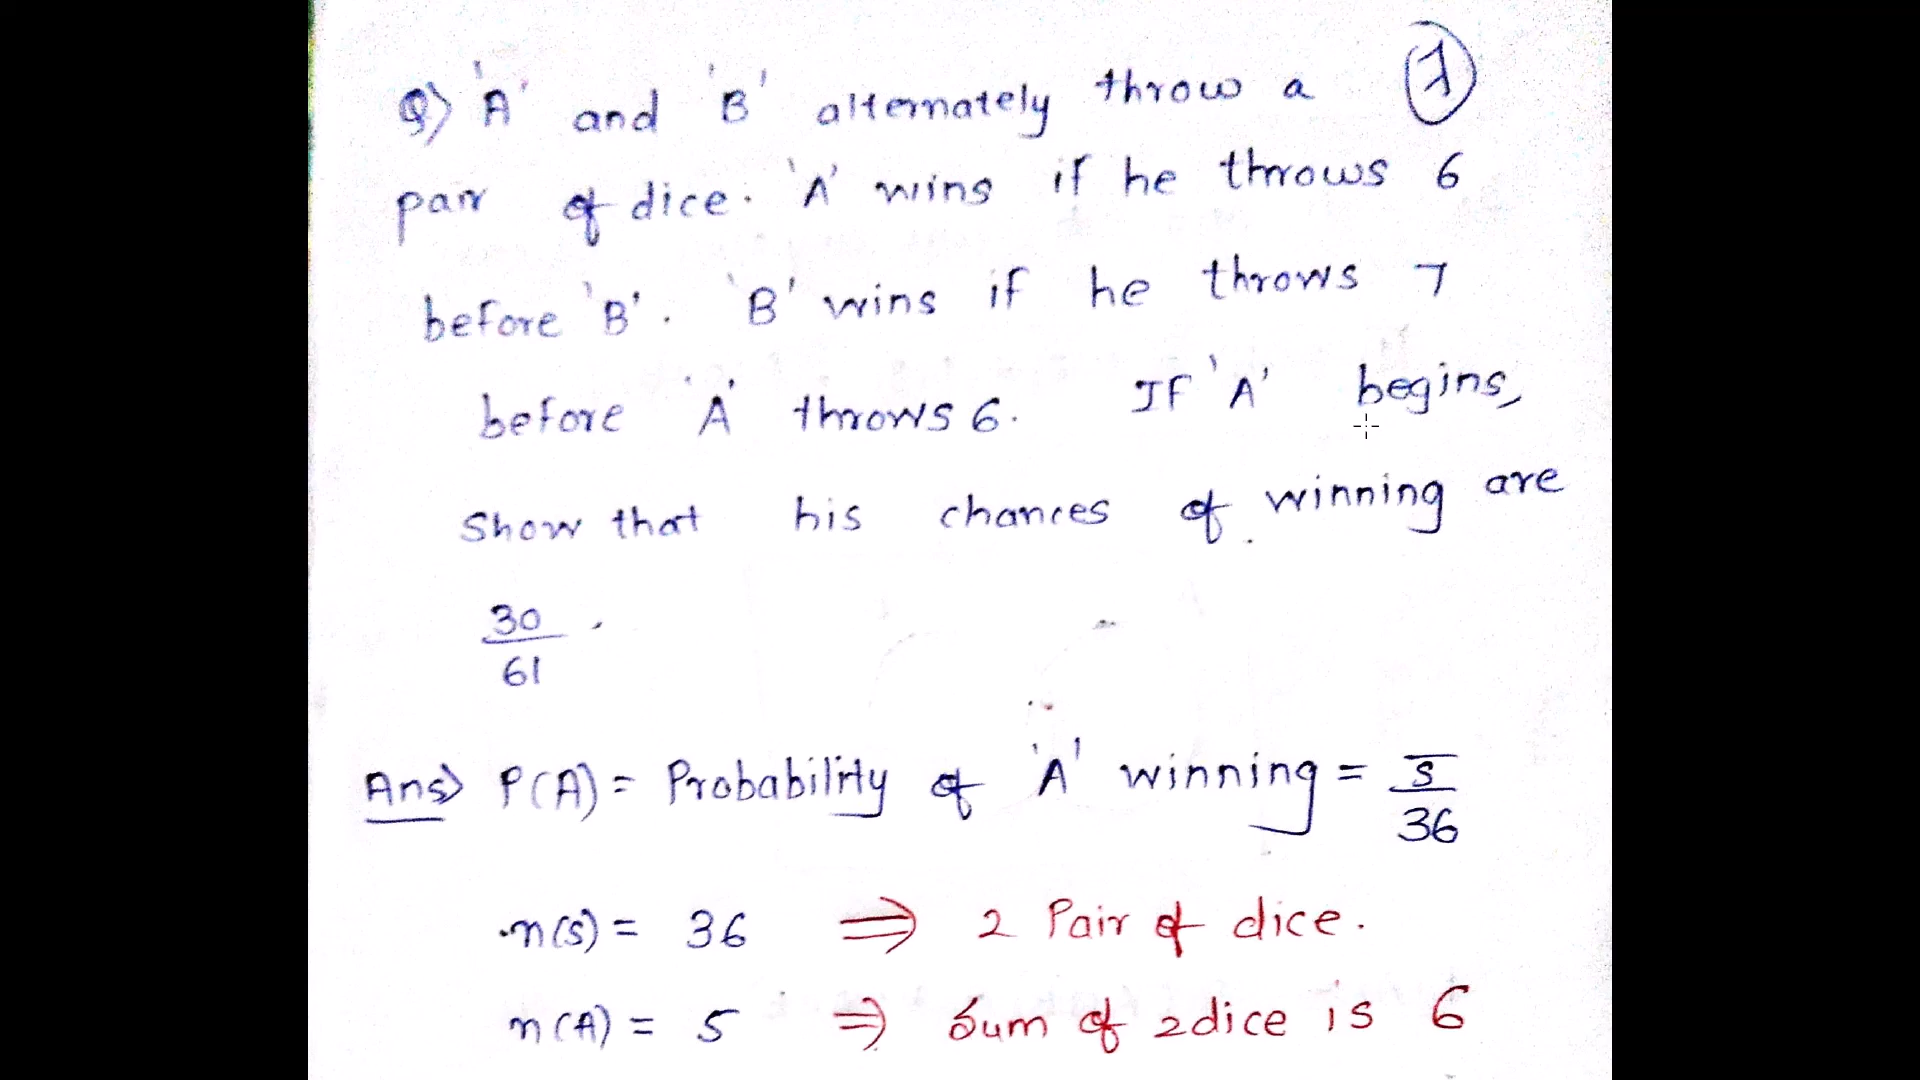 Q) 'A' and 'B' alternately throw a 1
pair of dice. 'A' wins if he throws 6
before 'B'. 'B' wins if he throws 7
before 'A' throws 6. If 'A' begins,
Show that his chances of winning are
30/61.
Ans) P(A) = Probability of 'A' winning = 5/36
n(s) = 36 ⇒ 2 Pair of dice.
n(A) = 5 ⇒ Sum of 2dice is 6